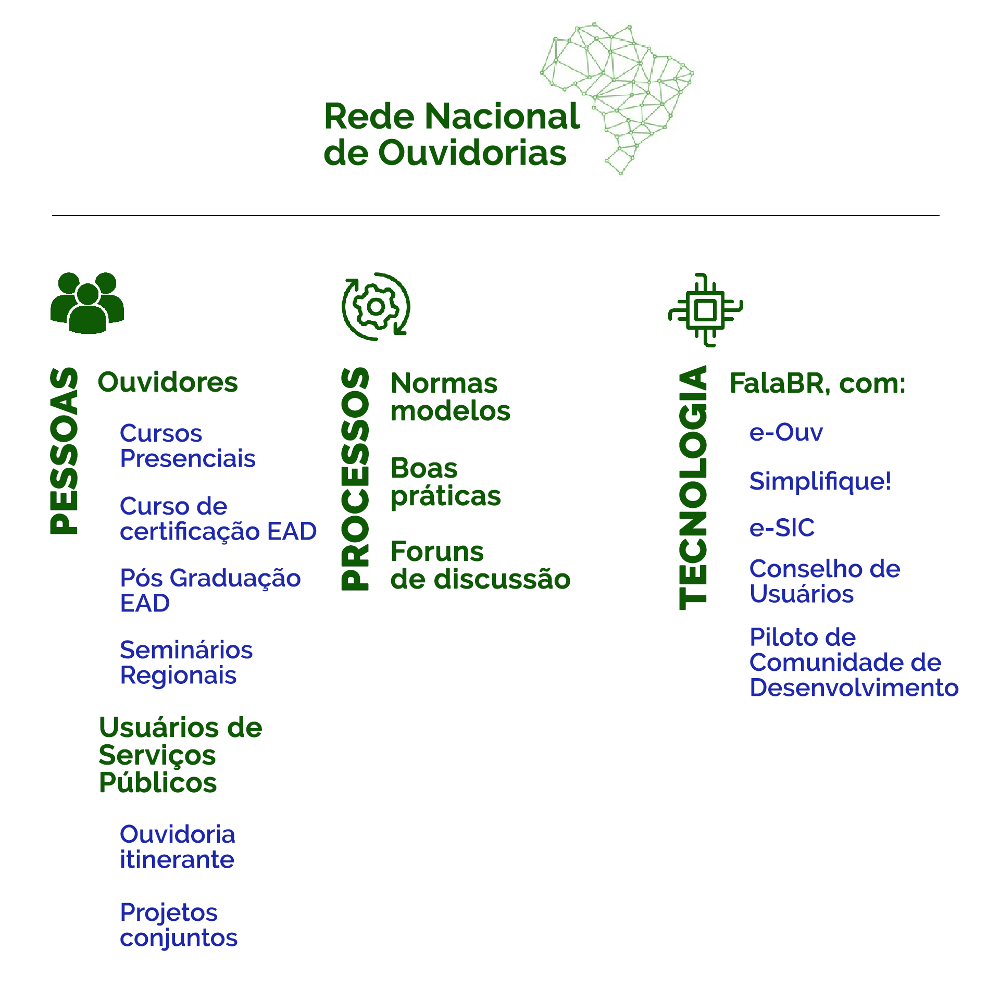 Rede Nacional
de Ouvidorias
PESSOAS
Ouvidores
Cursos
Presenciais
Curso de
certificação EAD
Pós Graduação
EAD
Seminários
Regionais
Usuários de
Serviços
Públicos
Ouvidoria
itinerante
Projetos
conjuntos
PROCESSOS
Normas
modelos
Boas
práticas
Foruns
de discussão
TECNOLOGIA
FalaBR, com:
e-Ouv
Simplifique!
e-SIC
Conselho de
Usuários
Piloto de
Comunidade de
Desenvolvimento